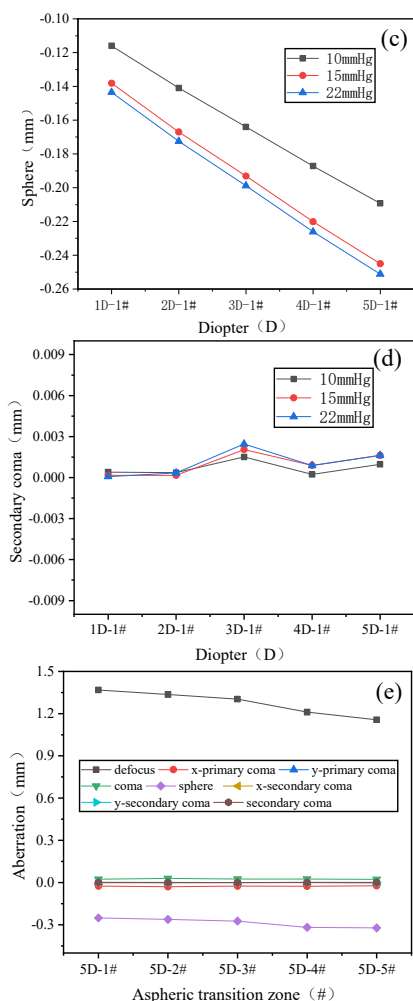 -0.10
(c)
10mmHg
-0.12
15mmHg
-0.14
22mmHg
-0.16
-0.18
-0.20
-0.22
-0.24
-0.26
Sphere（mm）
1D-1# 2D-1# 3D-1# 4D-1# 5D-1#
Diopter（D）
0.009
(d)
10mmHg
0.006
15mmHg
22mmHg
0.003
0.000
-0.003
-0.006
-0.009
Secondary coma（mm）
1D-1# 2D-1# 3D-1# 4D-1# 5D-1#
Diopter（D）
1.5
(e)
1.2
0.9
defocus x-primary coma y-primary coma
coma sphere x-secondary coma
y-secondary coma secondary coma
0.6
0.3
0.0
-0.3
Aberration（mm）
5D-1# 5D-2# 5D-3# 5D-4# 5D-5#
Aspheric transition zone (#)